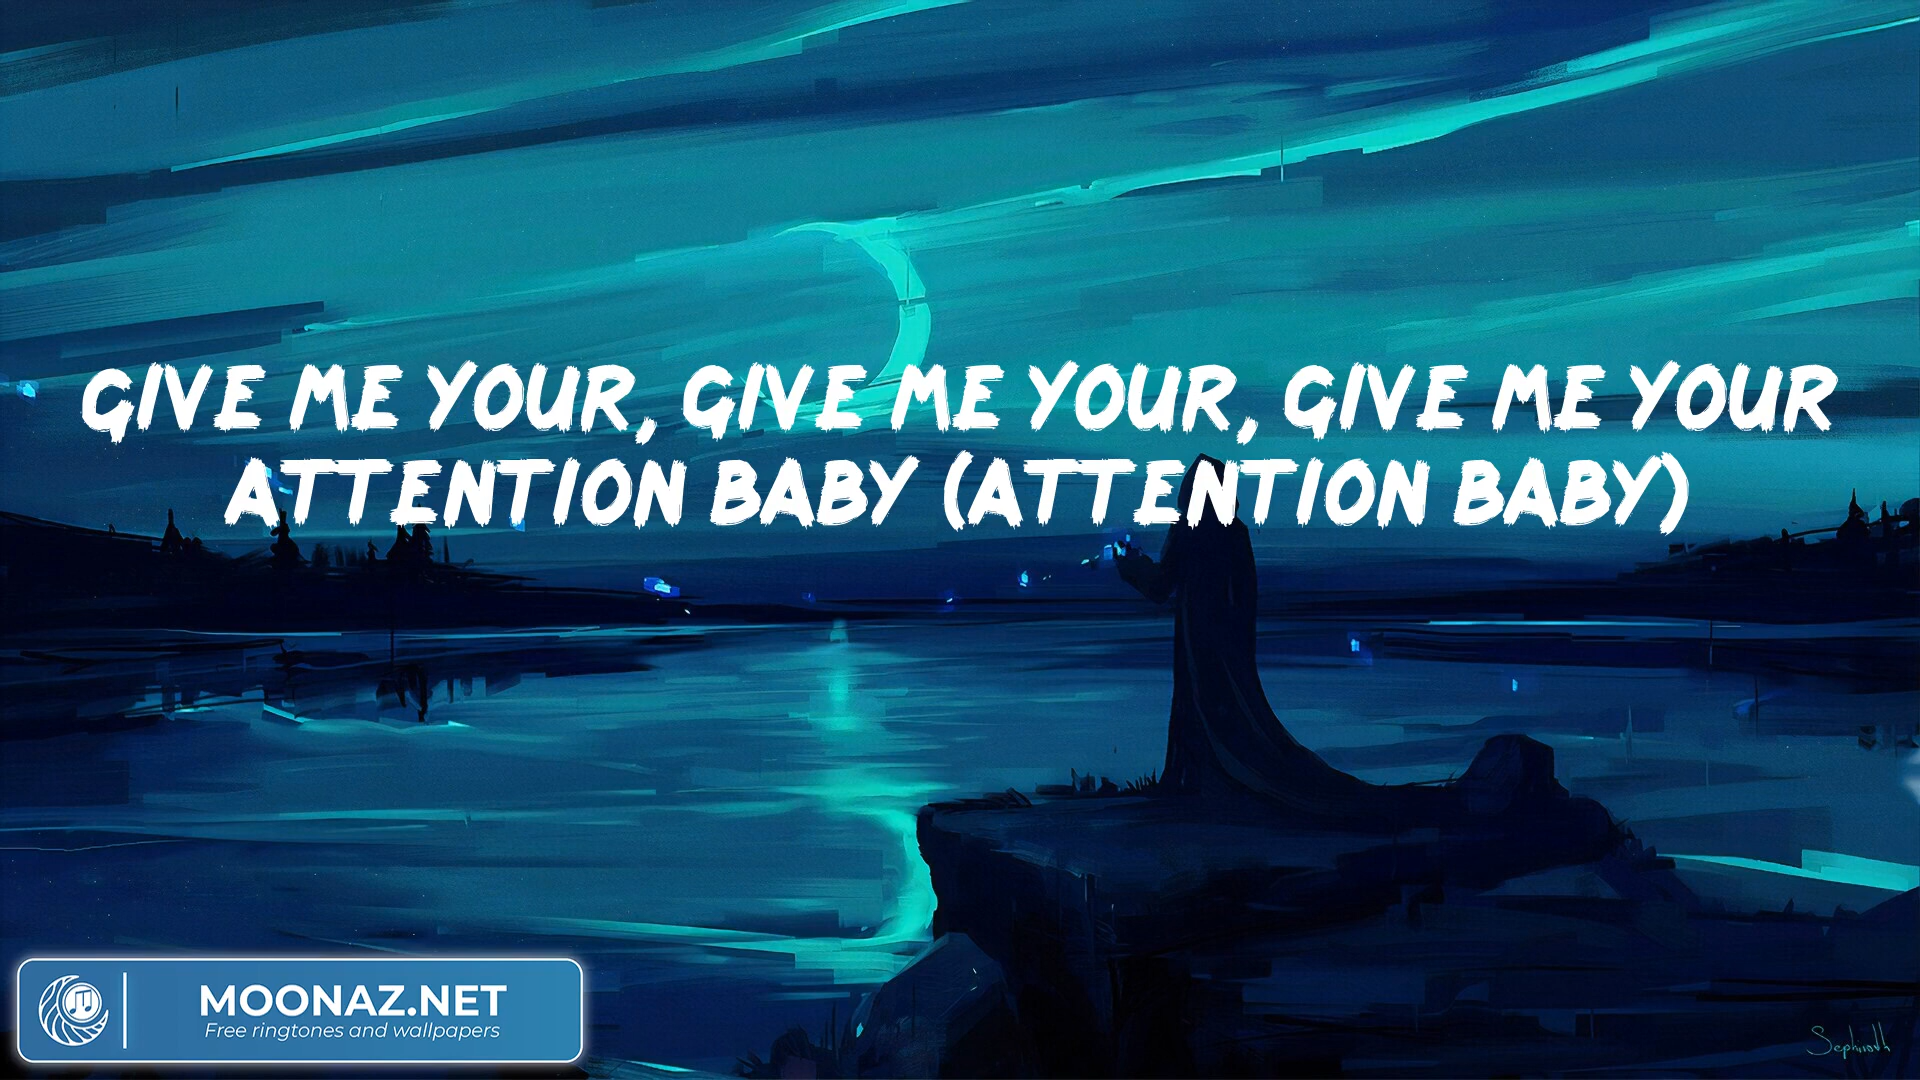 GIVE ME YOUR, GIVE ME YOUR, GIVE ME YOUR
ATTENTION BABY (ATTENTION BABY)
MOONAZ.NET
Free ringtones and wallpapers
Sephiroth